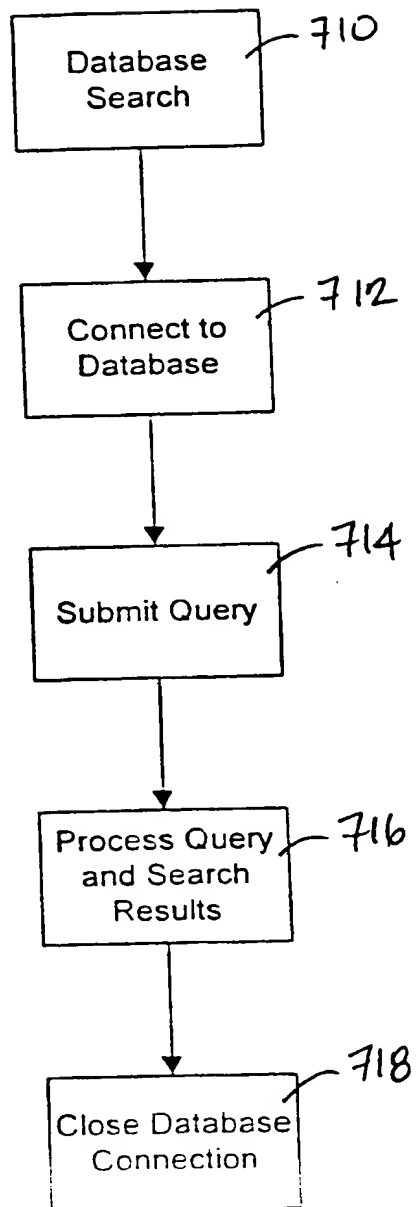 Database
Search
710
Connect to
Database
712
Submit Query
714
Process Query
and Search
Results
716
Close Database
Connection
718